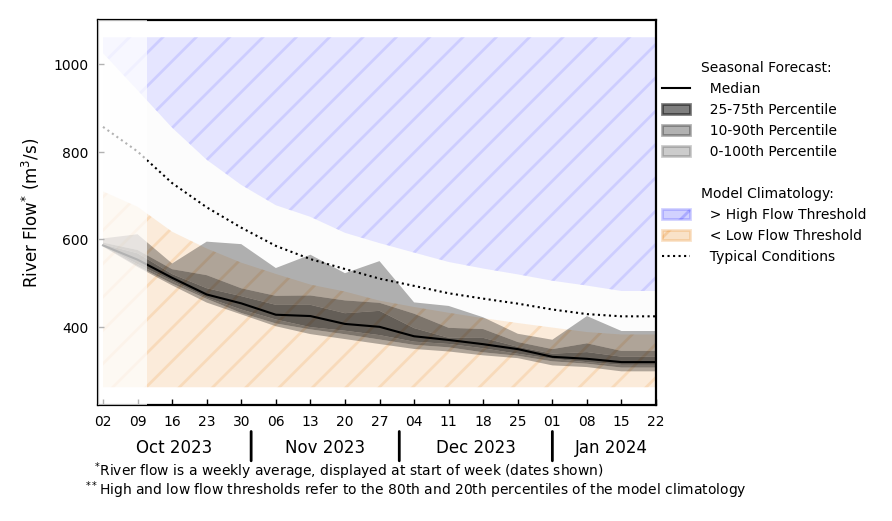 1000
800
600
400
River Flow* (m³/s)
02 09 16 23 30 06 13 20 27 04 11 18 25 01 08 15 22
Oct 2023 Nov 2023 Dec 2023 Jan 2024
Seasonal Forecast:
Median
25-75th Percentile
10-90th Percentile
0-100th Percentile
Model Climatology:
> High Flow Threshold
< Low Flow Threshold
Typical Conditions
*River flow is a weekly average, displayed at start of week (dates shown)
**High and low flow thresholds refer to the 80th and 20th percentiles of the model climatology